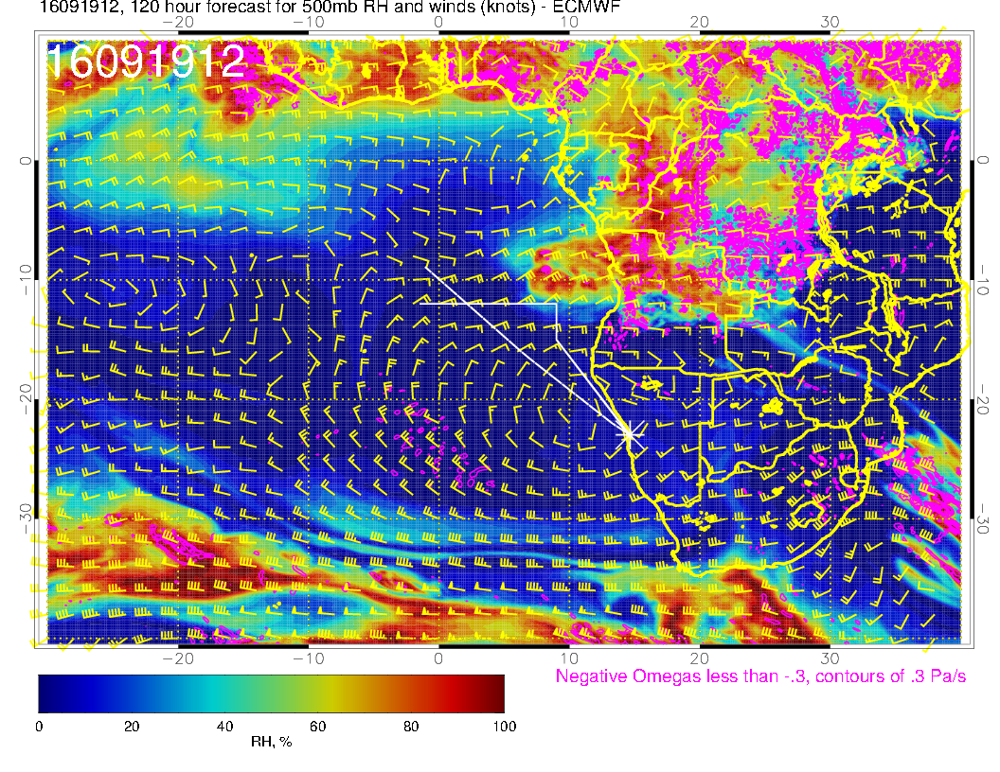 16091912, 120 hour forecast for 500mb RH and winds (knots) - ECMWF
−20 −10 0 10 20 30
16091912
0 0
−10 −10
−20 −20
−30 −30
−20 −10 0 10 20 30
Negative Omegas less than -.3, contours of .3 Pa/s
0 20 40 60 80 100
RH, %